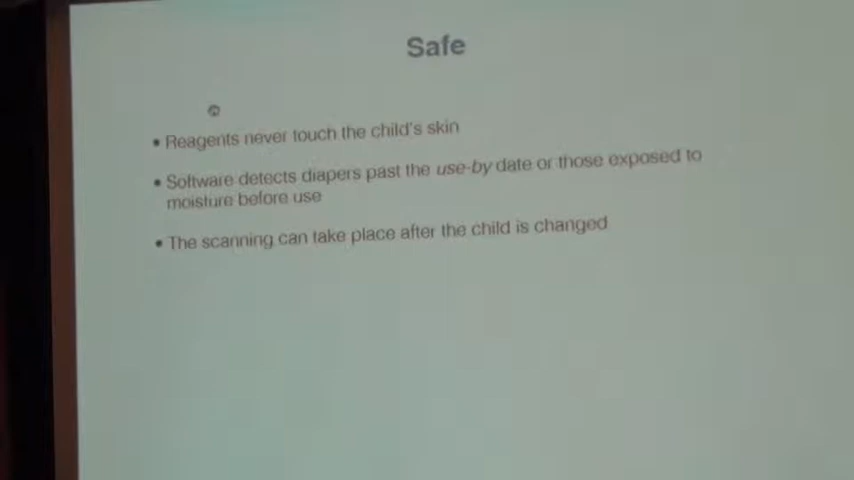 Safe
• Reagents never touch the child's skin
• Software detects diapers past the use-by date or those exposed to
moisture before use
• The scanning can take place after the child is changed